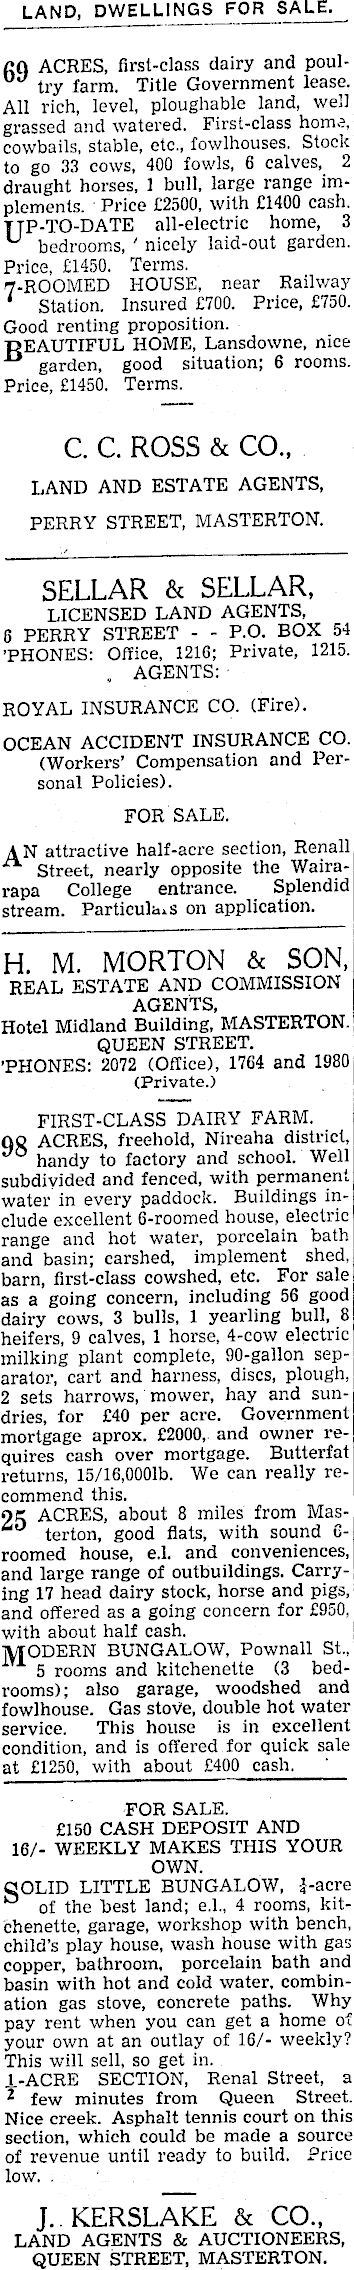 LAND, DWELLINGS FOR SALE.
69 ACRES, first-class dairy and poul-
try farm. Title Government lease.
All rich, level, ploughable land, well
grassed and watered. First-class home,
cowbails, stable, etc., fowlhouses. Stock
to go 33 cows, 400 fowls, 6 calves, 2
draught horses, 1 bull, large range im-
plements. Price £2500, with £1400 cash.
UP-TO-DATE all-electric home, 3
bedrooms, nicely laid-out garden.
Price, £1450. Terms.
7-ROOMED HOUSE, near Railway
Station. Insured £700. Price, £750.
Good renting proposition.
BEAUTIFUL HOME, Lansdowne, nice
garden, good situation; 6 rooms.
Price, £1450. Terms.
C. C. ROSS & CO.,
LAND AND ESTATE AGENTS,
PERRY STREET, MASTERTON.
SELLAR & SELLAR,
LICENSED LAND AGENTS,
6 PERRY STREET - - P.O. BOX 54
'PHONES: Office, 1216; Private, 1215.
AGENTS:
ROYAL INSURANCE CO. (Fire).
OCEAN ACCIDENT INSURANCE CO.
(Workers' Compensation and Per-
sonal Policies).
FOR SALE.
AN attractive half-acre section, Renall
Street, nearly opposite the Waira-
rapa College entrance. Splendid
stream. Particulars on application.
H. M. MORTON & SON,
REAL ESTATE AND COMMISSION
AGENTS,
Hotel Midland Building, MASTERTON.
QUEEN STREET.
'PHONES: 2072 (Office), 1764 and 1980
(Private.)
FIRST-CLASS DAIRY FARM.
98 ACRES, freehold, Nireaha district,
handy to factory and school. Well
subdivided and fenced, with permanent
water in every paddock. Buildings in-
clude excellent 6-roomed house, electric
range and hot water, porcelain bath
and basin; carshed, implement shed,
barn, first-class cowshed, etc. For sale
as a going concern, including 56 good
dairy cows, 3 bulls, 1 yearling bull, 8
heifers, 9 calves, 1 horse, 4-cow electric
milking plant complete, 90-gallon sep-
arator, cart and harness, discs, plough,
2 sets harrows, mower, hay and sun-
dries, for £40 per acre. Government
mortgage aprox. £2000, and owner re-
quires cash over mortgage. Butterfat
returns, 15/16,000lb. We can really re-
commend this.
25 ACRES, about 8 miles from Mas-
terton, good flats, with sound 6-
roomed house, e.l. and conveniences,
and large range of outbuildings. Carry-
ing 17 head dairy stock, horse and pigs,
and offered as a going concern for £950,
with about half cash.
MODERN BUNGALOW, Pownall St.,
5 rooms and kitchenette (3 bed-
rooms); also garage, woodshed and
fowlhouse. Gas stove, double hot water
service. This house is in excellent
condition, and is offered for quick sale
at £1250, with about £400 cash.
FOR SALE.
£150 CASH DEPOSIT AND
16/- WEEKLY MAKES THIS YOUR
OWN.
SOLID LITTLE BUNGALOW, ¼-acre
of the best land; e.l., 4 rooms, kit-
chenette, garage, workshop with bench,
child's play house, wash house with gas
copper, bathroom, porcelain bath and
basin with hot and cold water, combin-
ation gas stove, concrete paths. Why
pay rent when you can get a home of
your own at an outlay of 16/- weekly?
This will sell, so get in.
½-ACRE SECTION, Renal Street, a
few minutes from Queen Street.
Nice creek. Asphalt tennis court on this
section, which could be made a source
of revenue until ready to build. Price
low.
J. KERSLAKE & CO.,
LAND AGENTS & AUCTIONEERS,
QUEEN STREET, MASTERTON.